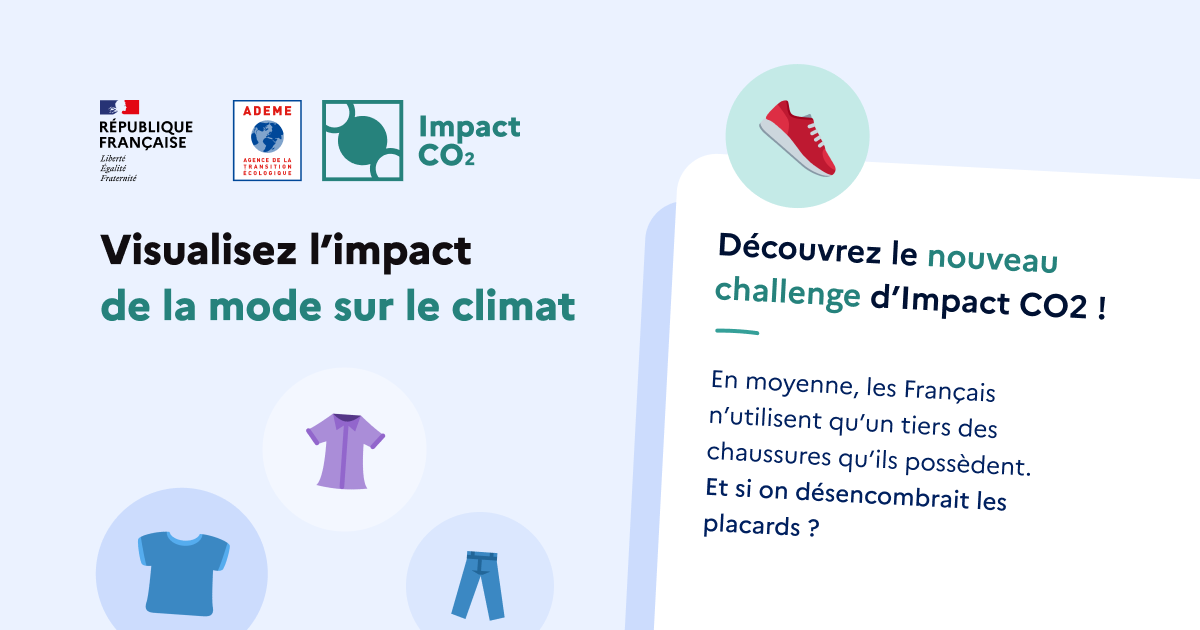 RÉPUBLIQUE
FRANÇAISE
Liberté
Égalité
Fraternité
ADEME
AGENCE DE LA
TRANSITION
ÉCOLOGIQUE
Impact
CO2
Visualisez l’impact
de la mode sur le climat
Découvrez le nouveau
challenge d’Impact CO2 !
En moyenne, les Français
n’utilisent qu’un tiers des
chaussures qu’ils possèdent.
Et si on désencombrait les
placards ?